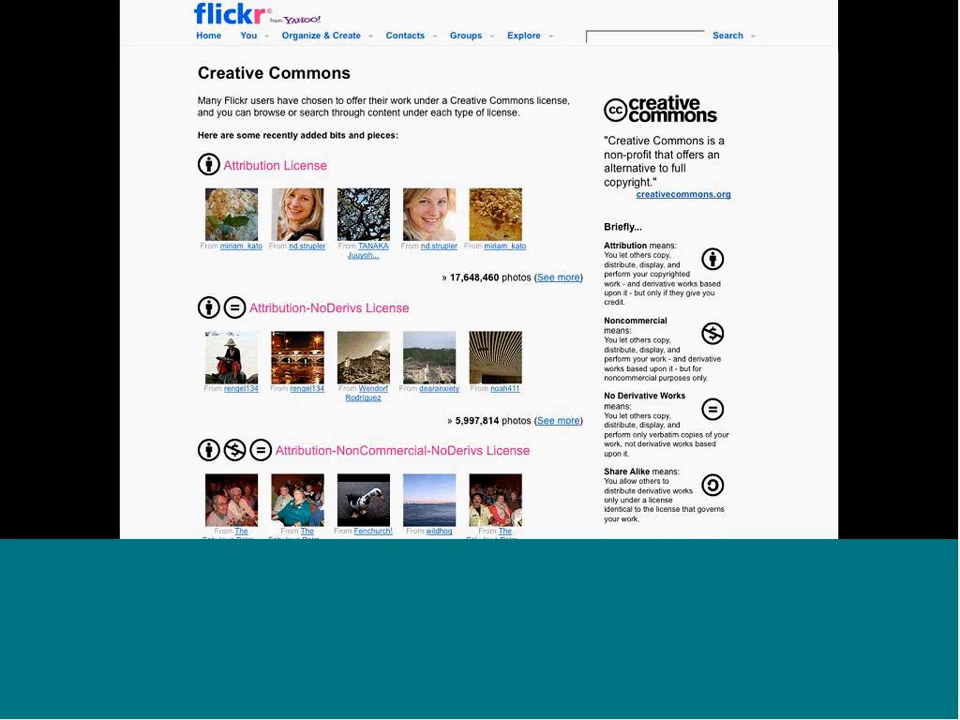 flickr from YAHOO!
Home You Organize & Create Contacts Groups Explore Search
Creative Commons
Many Flickr users have chosen to offer their work under a Creative Commons license,
and you can browse or search through content under each type of license.
Here are some recently added bits and pieces:
Attribution License
From miriam_kato From nd.strupler From TANAKA Juuyoh... From nd.strupler From miriam_kato
» 17,648,460 photos (See more)
Attribution-NoDerivs License
From rengel134 From rengel134 From Wendorf Rodriguez From dearanxiety From noah411
» 5,997,814 photos (See more)
Attribution-NonCommercial-NoDerivs License
From The From The From Fenchurch! From wildhog From The
cc creative
commons
"Creative Commons is a
non-profit that offers an
alternative to full
copyright."
creativecommons.org
Briefly...
Attribution means:
You let others copy,
distribute, display, and
perform your copyrighted
work - and derivative works based
upon it - but only if they give you
credit.
Noncommercial
means:
You let others copy,
distribute, display, and
perform your work - and derivative
works based upon it - but for
noncommercial purposes only.
No Derivative Works
means:
You let others copy,
distribute, display, and
perform only verbatim copies of your
work, not derivative works based
upon it.
Share Alike means:
You allow others to
distribute derivative works
only under a license
identical to the license that governs
your work.